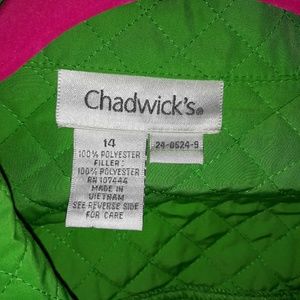 Chadwick's®
14
100% POLYESTER
FILLER:
100% POLYESTER
RN 107444
MADE IN
VIETNAM
SEE REVERSE SIDE
FOR CARE
24-0524-9